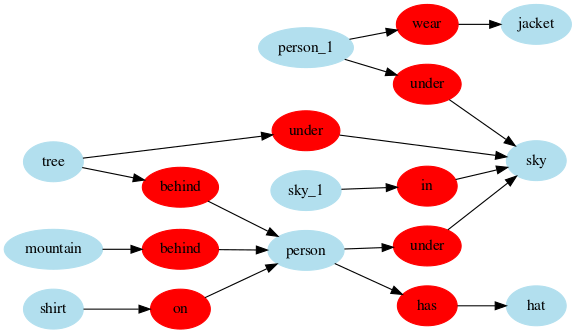 wear
jacket
person_1
under
under
tree
sky
behind
sky_1
in
mountain
behind
person
under
shirt
on
has
hat